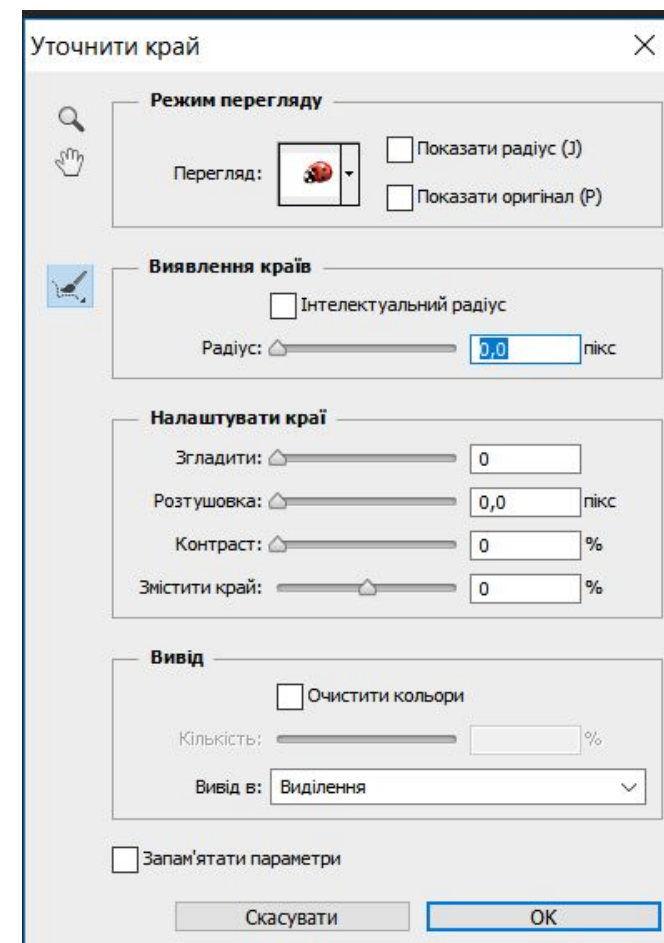 Уточнити край
Режим перегляду
Перегляд:
Показати радіус (J)
Показати оригінал (P)
Виявлення країв
Інтелектуальний радіус
Радіус: 0,0 пікс
Налаштувати краї
Згладити: 0
Розтушовка: 0,0 пікс
Контраст: 0 %
Змістити край: 0 %
Вивід
Очистити кольори
Кількість: %
Вивід в: Виділення
Запам'ятати параметри
Скасувати OK